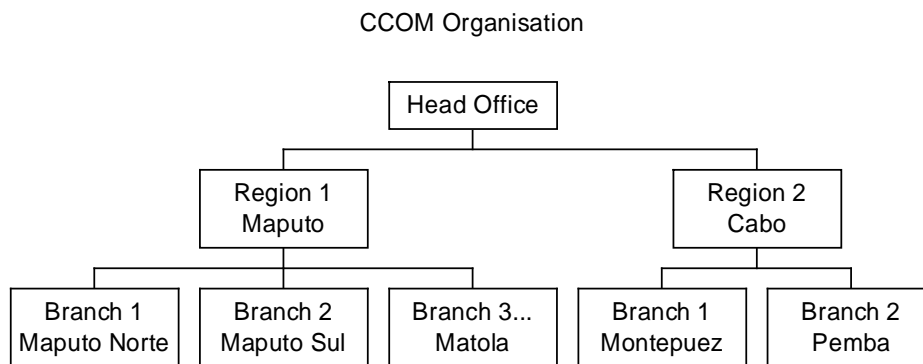 CCOM Organisation
Head Office
Region 1
Maputo
Region 2
Cabo
Branch 1
Maputo Norte
Branch 2
Maputo Sul
Branch 3...
Matola
Branch 1
Montepuez
Branch 2
Pemba